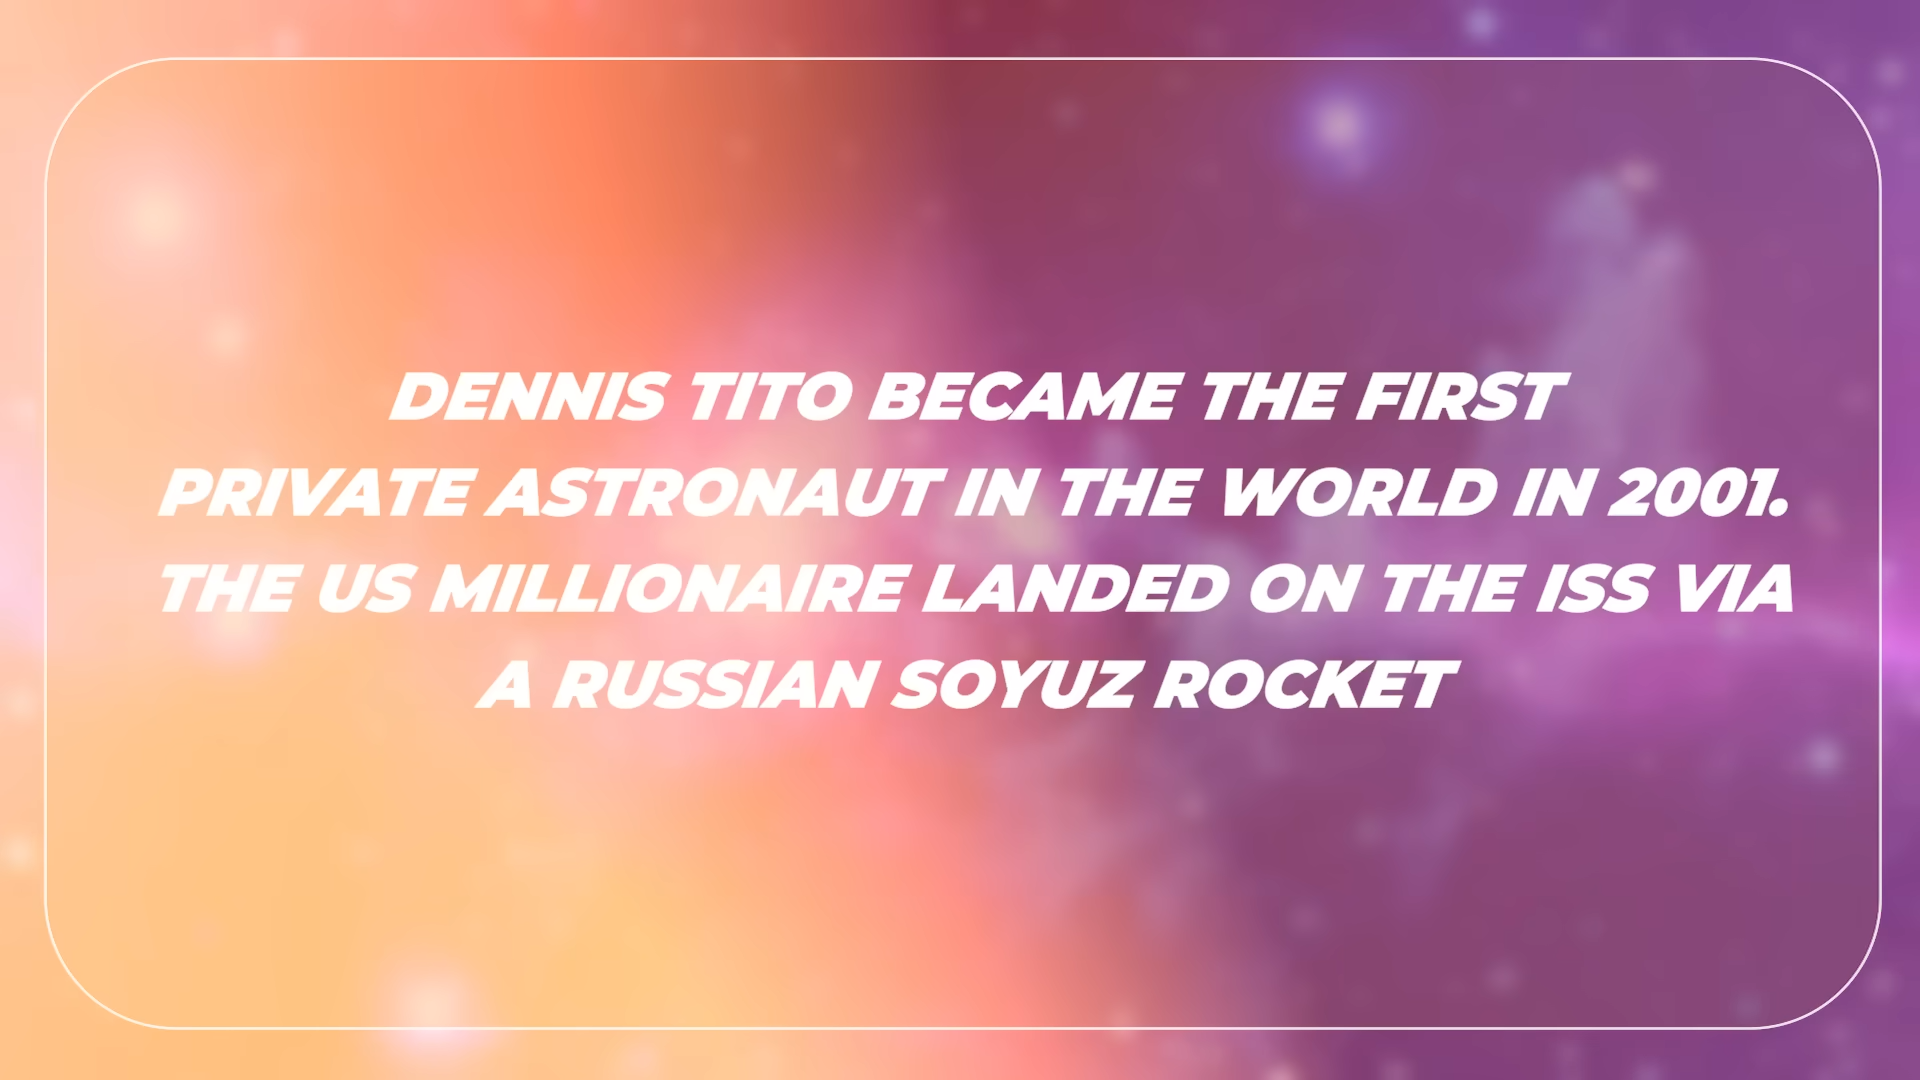 DENNIS TITO BECAME THE FIRST
PRIVATE ASTRONAUT IN THE WORLD IN 2001.
THE US MILLIONAIRE LANDED ON THE ISS VIA
A RUSSIAN SOYUZ ROCKET